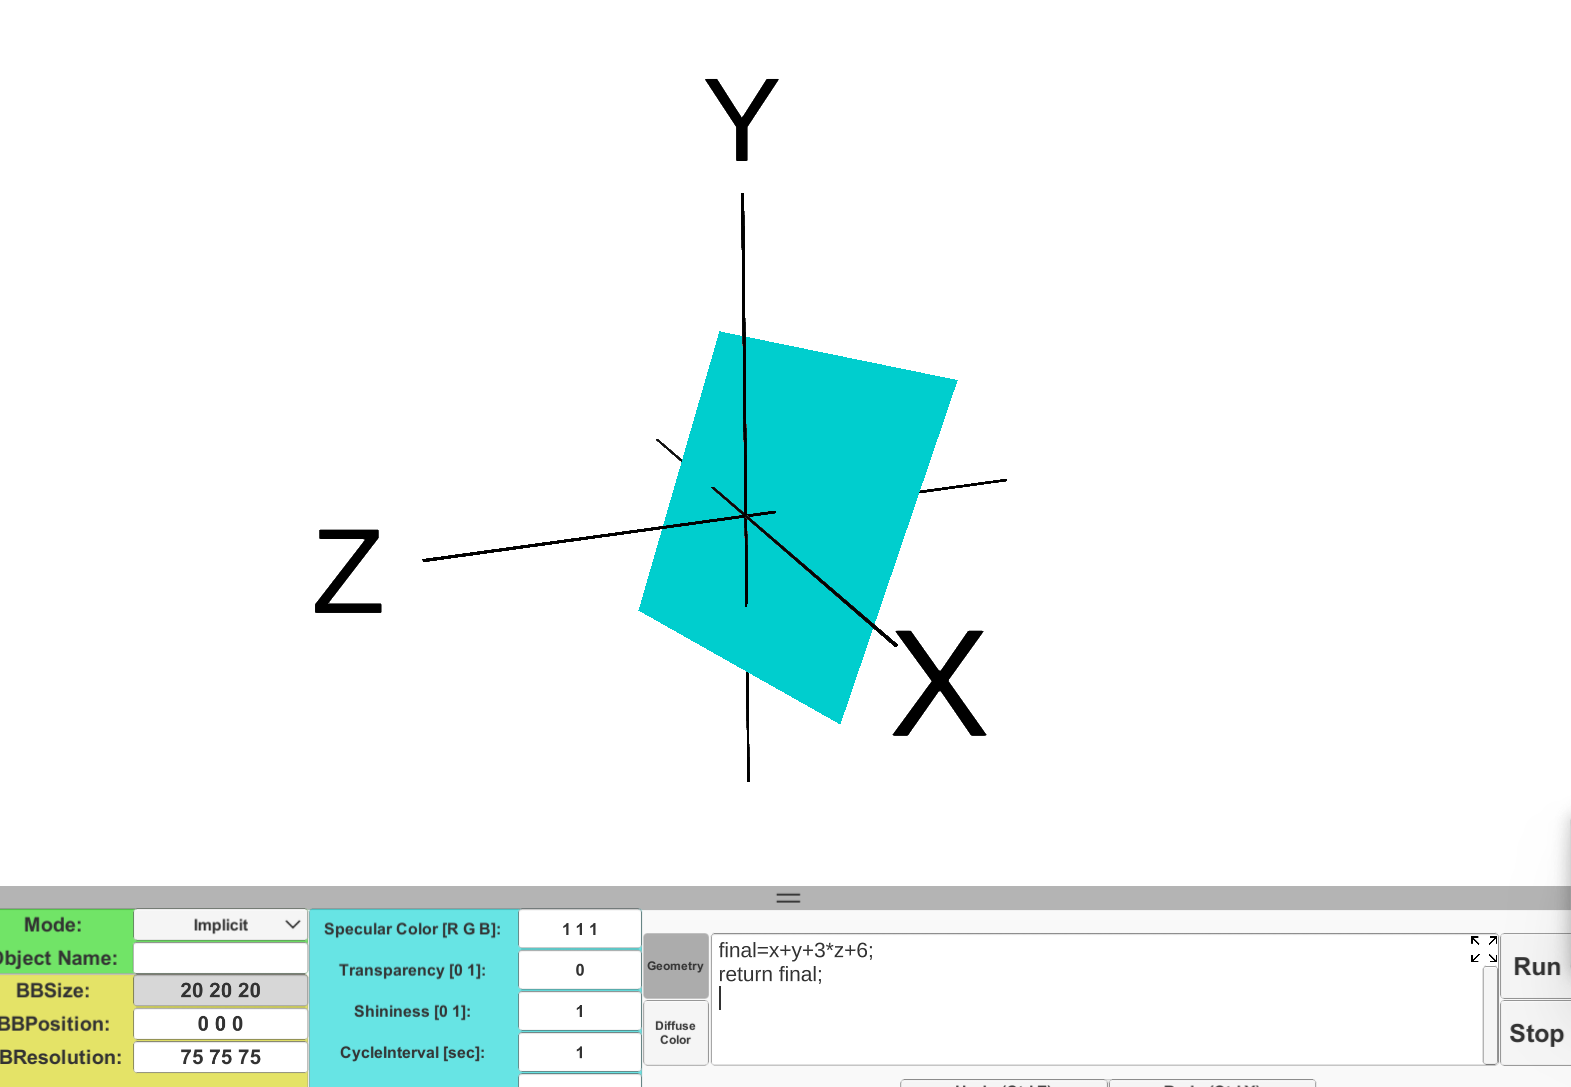 Y
Z
X
Mode:
Implicit
Object Name:
BBSize:
20 20 20
BBPosition:
0 0 0
BBResolution:
75 75 75
Specular Color [R G B]:
1 1 1
Transparency [0 1]:
0
Shininess [0 1]:
1
CycleInterval [sec]:
1
Geometry
Diffuse
Color
final=x+y+3*z+6;
return final;
Run
Stop